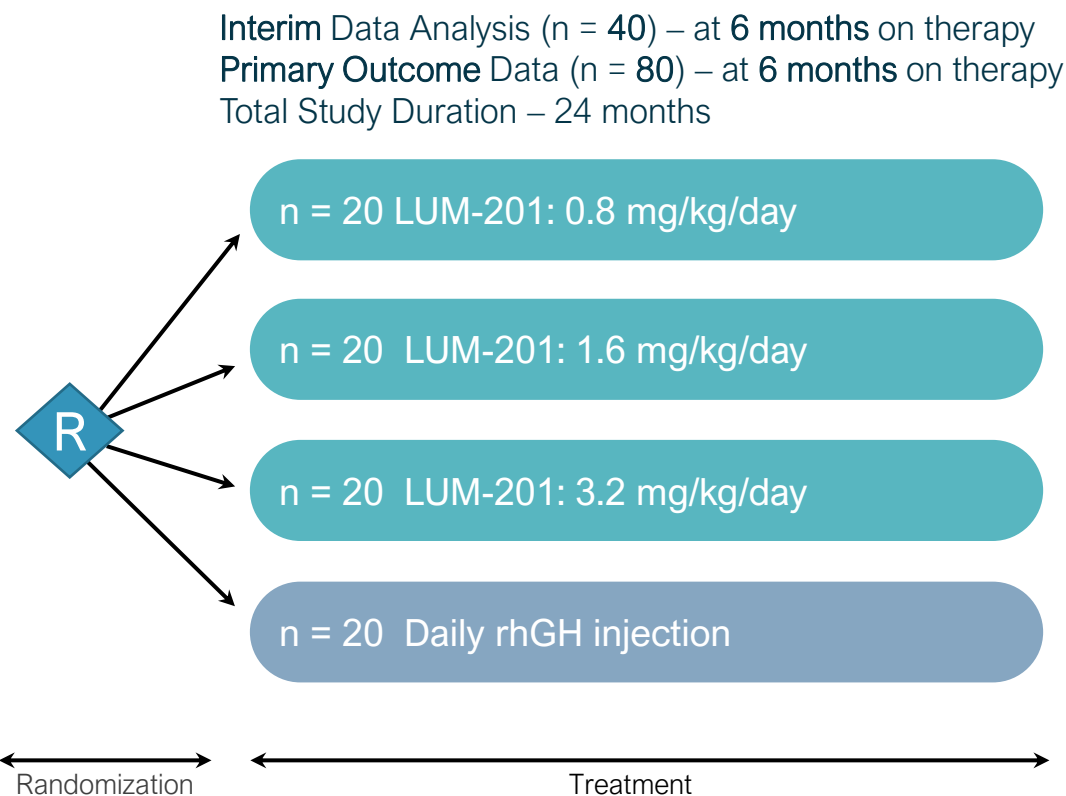 Interim Data Analysis (n = 40) – at 6 months on therapy
Primary Outcome Data (n = 80) – at 6 months on therapy
Total Study Duration – 24 months
n = 20 LUM-201: 0.8 mg/kg/day
n = 20  LUM-201: 1.6 mg/kg/day
R
n = 20  LUM-201: 3.2 mg/kg/day
n = 20  Daily rhGH injection
Randomization
Treatment